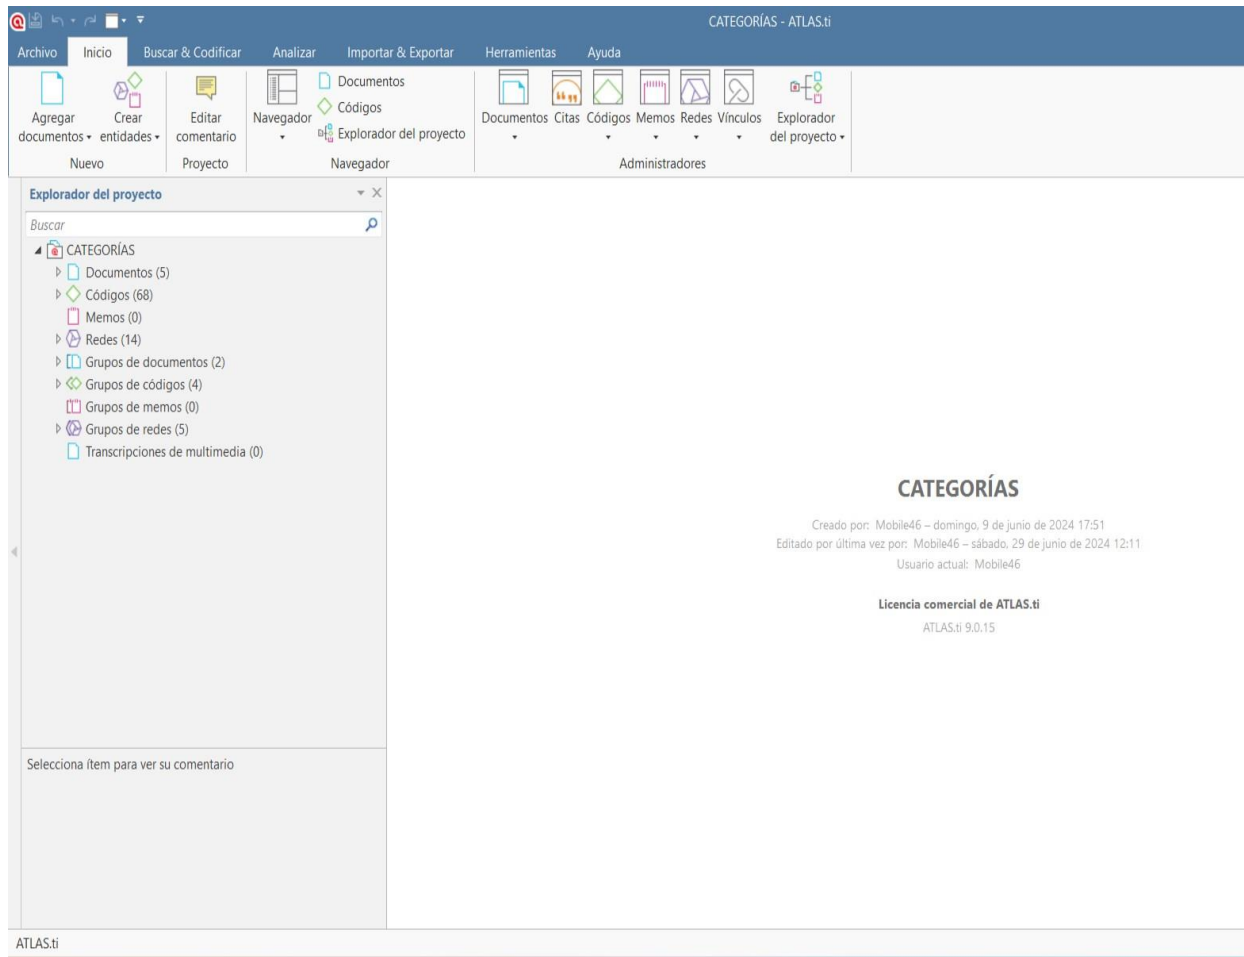 CATEGORÍAS - ATLAS.ti
Archivo Inicio Buscar & Codificar Analizar Importar & Exportar Herramientas Ayuda
Agregar documentos
Crear entidades
Nuevo
Editar comentario
Proyecto
Navegador
Documentos
Códigos
Explorador del proyecto
Navegador
Documentos Citas Códigos Memos Redes Vínculos Explorador del proyecto
Administradores
Explorador del proyecto
Buscar
CATEGORÍAS
Documentos (5)
Códigos (68)
Memos (0)
Redes (14)
Grupos de documentos (2)
Grupos de códigos (4)
Grupos de memos (0)
Grupos de redes (5)
Transcripciones de multimedia (0)
CATEGORÍAS
Creado por: Mobile46 – domingo, 9 de junio de 2024 17:51
Editado por última vez por: Mobile46 – sábado, 29 de junio de 2024 12:11
Usuario actual: Mobile46
Licencia comercial de ATLAS.ti
ATLAS.ti 9.0.15
Selecciona ítem para ver su comentario
ATLAS.ti